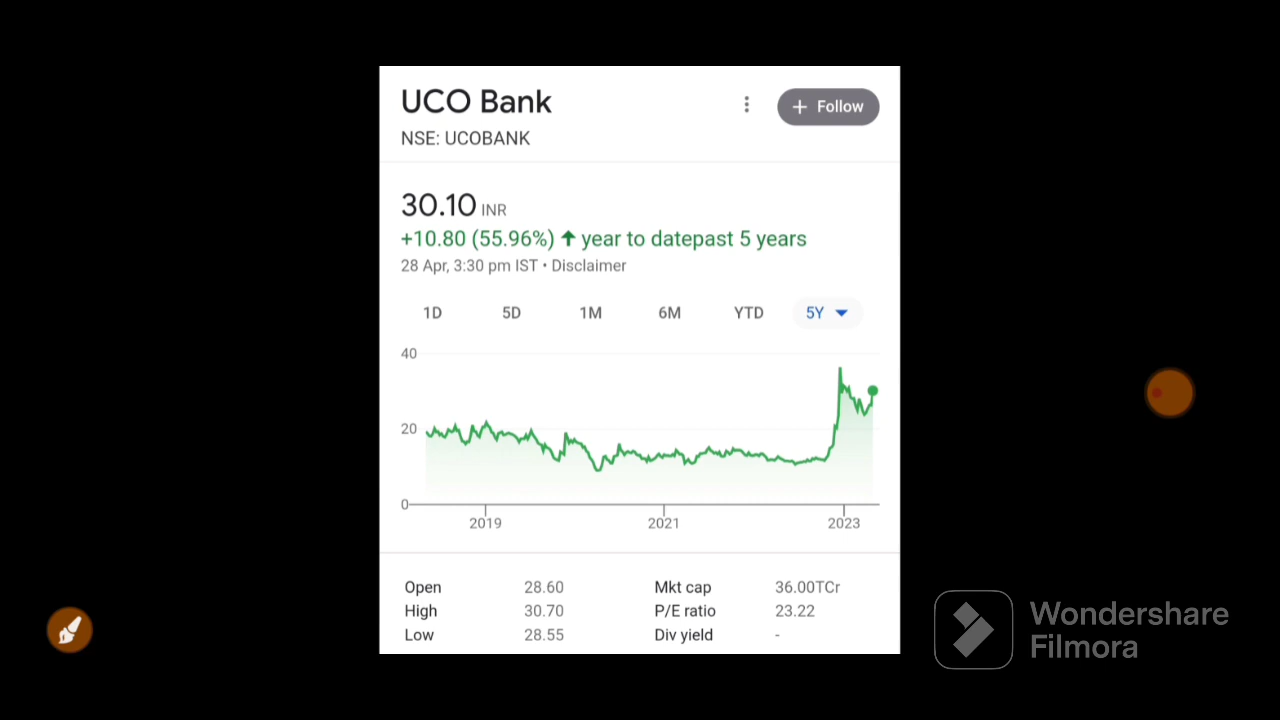 UCO Bank
+ Follow
NSE: UCOBANK
30.10 INR
+10.80 (55.96%) ↑ year to datepast 5 years
28 Apr, 3:30 pm IST • Disclaimer
1D 5D 1M 6M YTD 5Y
40
20
0
2019 2021 2023
Open 28.60 Mkt cap 36.00TCr
High 30.70 P/E ratio 23.22
Low 28.55 Div yield -
Wondershare
Filmora